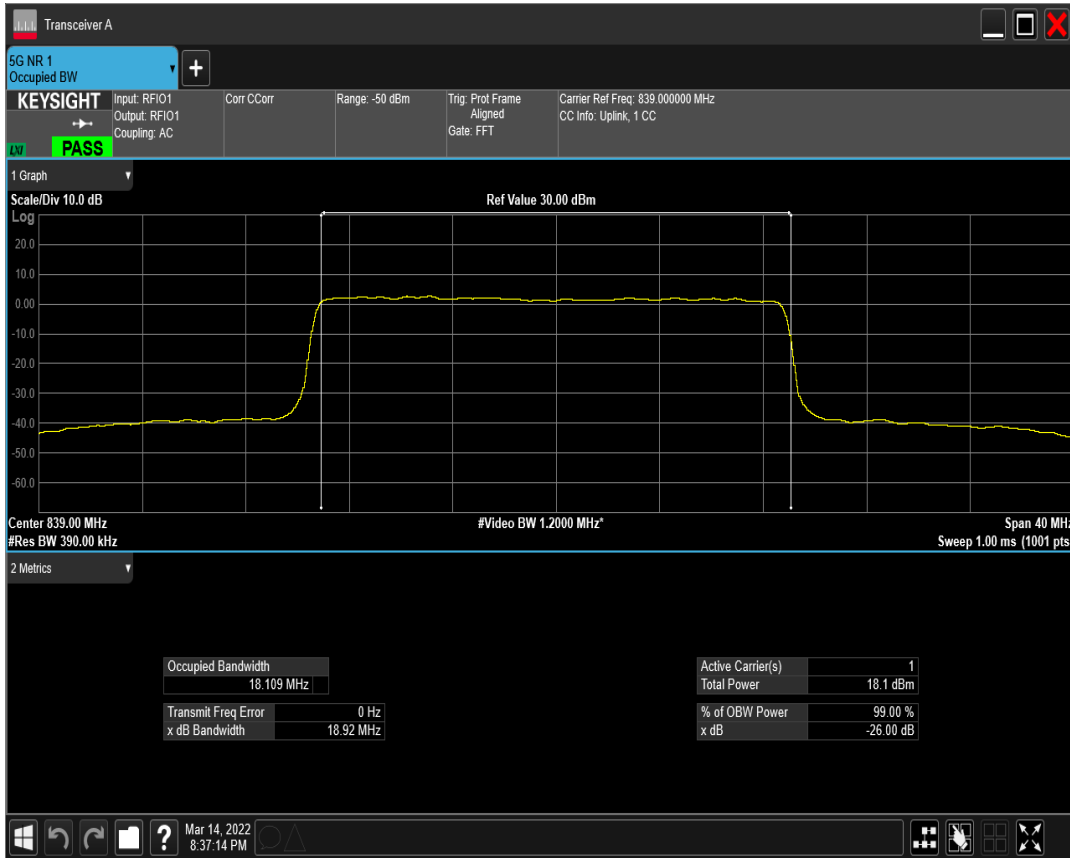 Transceiver A
5G NR 1
Occupied BW
KEYSIGHT
LXI
PASS
Input: RFIO1
Output: RFIO1
Coupling: AC
Corr CCorr
Range: -50 dBm
Trig: Prot Frame
Aligned
Gate: FFT
Carrier Ref Freq: 839.000000 MHz
CC Info: Uplink, 1 CC
1 Graph
Scale/Div 10.0 dB
Ref Value 30.00 dBm
Log
20.0
10.0
0.00
-10.0
-20.0
-30.0
-40.0
-50.0
-60.0
Center 839.00 MHz
#Video BW 1.2000 MHz*
Span 40 MHz
#Res BW 390.00 kHz
Sweep 1.00 ms (1001 pts
2 Metrics
Occupied Bandwidth
18.109 MHz
Transmit Freq Error 0 Hz
x dB Bandwidth 18.92 MHz
Active Carrier(s) 1
Total Power 18.1 dBm
% of OBW Power 99.00 %
x dB -26.00 dB
?
Mar 14, 2022
8:37:14 PM